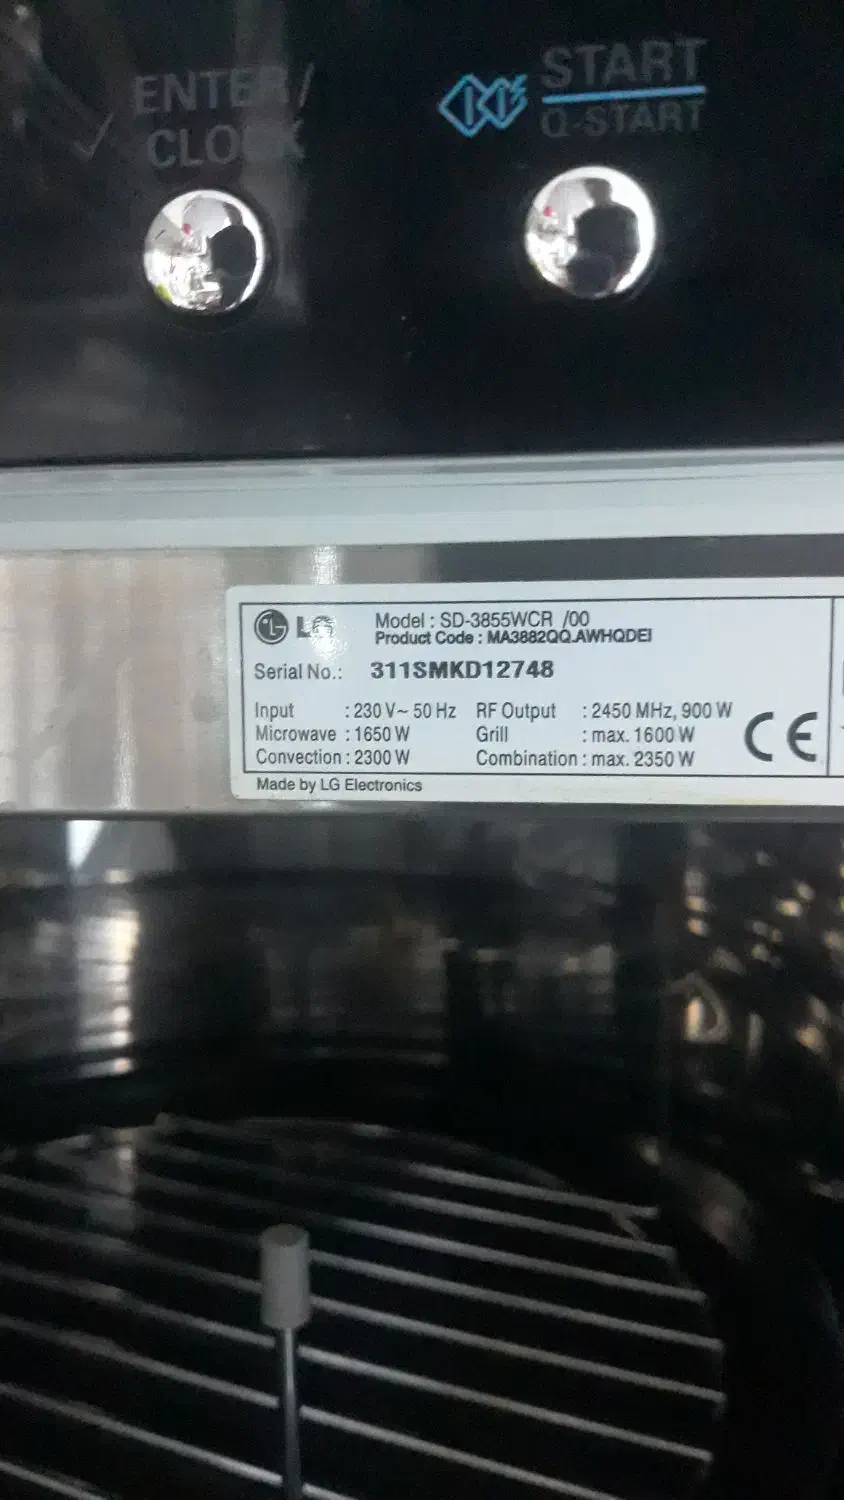 ENTER/
CLOCK
START
Q-START
LG Model : SD-3855WCR /00
Product Code : MA3882QQ.AWHQDEI
Serial No.: 311SMKD12748
Input : 230 V~ 50 Hz RF Output : 2450 MHz, 900 W
Microwave : 1650 W Grill : max. 1600 W
Convection : 2300 W Combination : max. 2350 W
CE
Made by LG Electronics